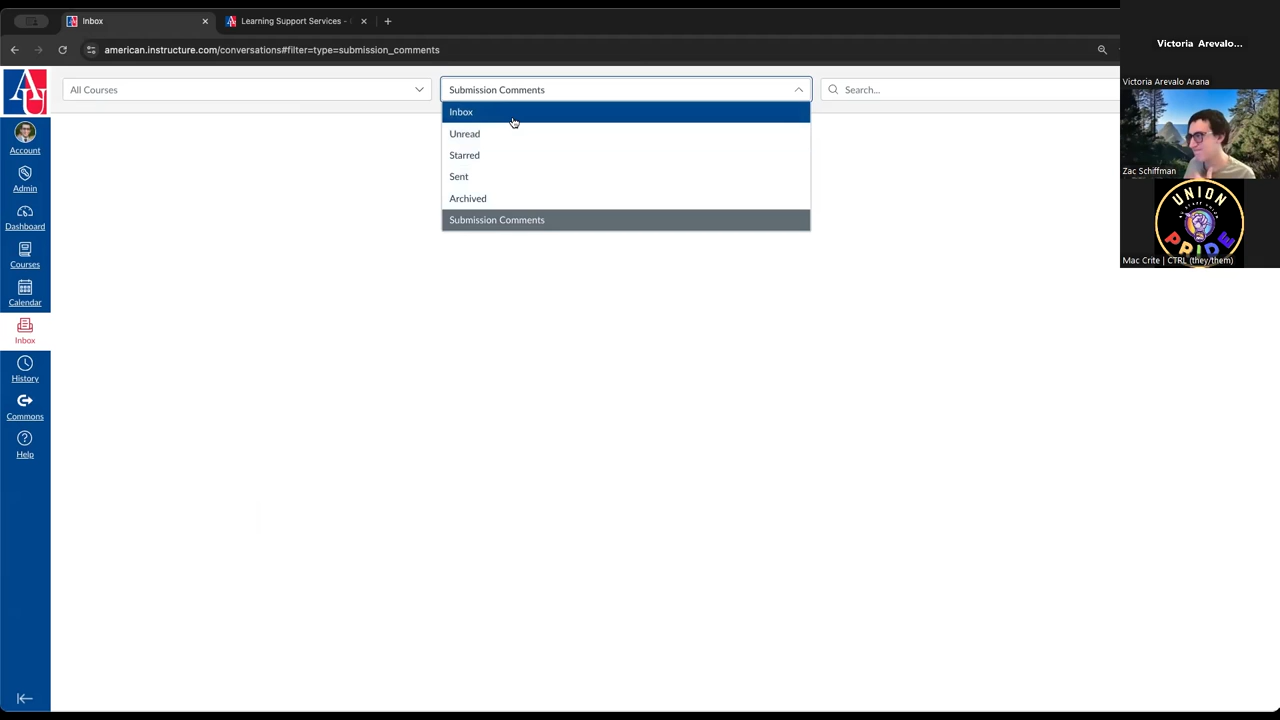 Inbox
Learning Support Services -
american.instructure.com/conversations#filter=type=submission_comments
Victoria Arevalo...
Victoria Arevalo Arana
Zac Schiffman
UNION
PRIDE
Mac Crite | CTRL (they/them)
AU
All Courses
Submission Comments
Search...
Inbox
Unread
Starred
Sent
Archived
Submission Comments
Account
Admin
Dashboard
Courses
Calendar
Inbox
History
Commons
Help